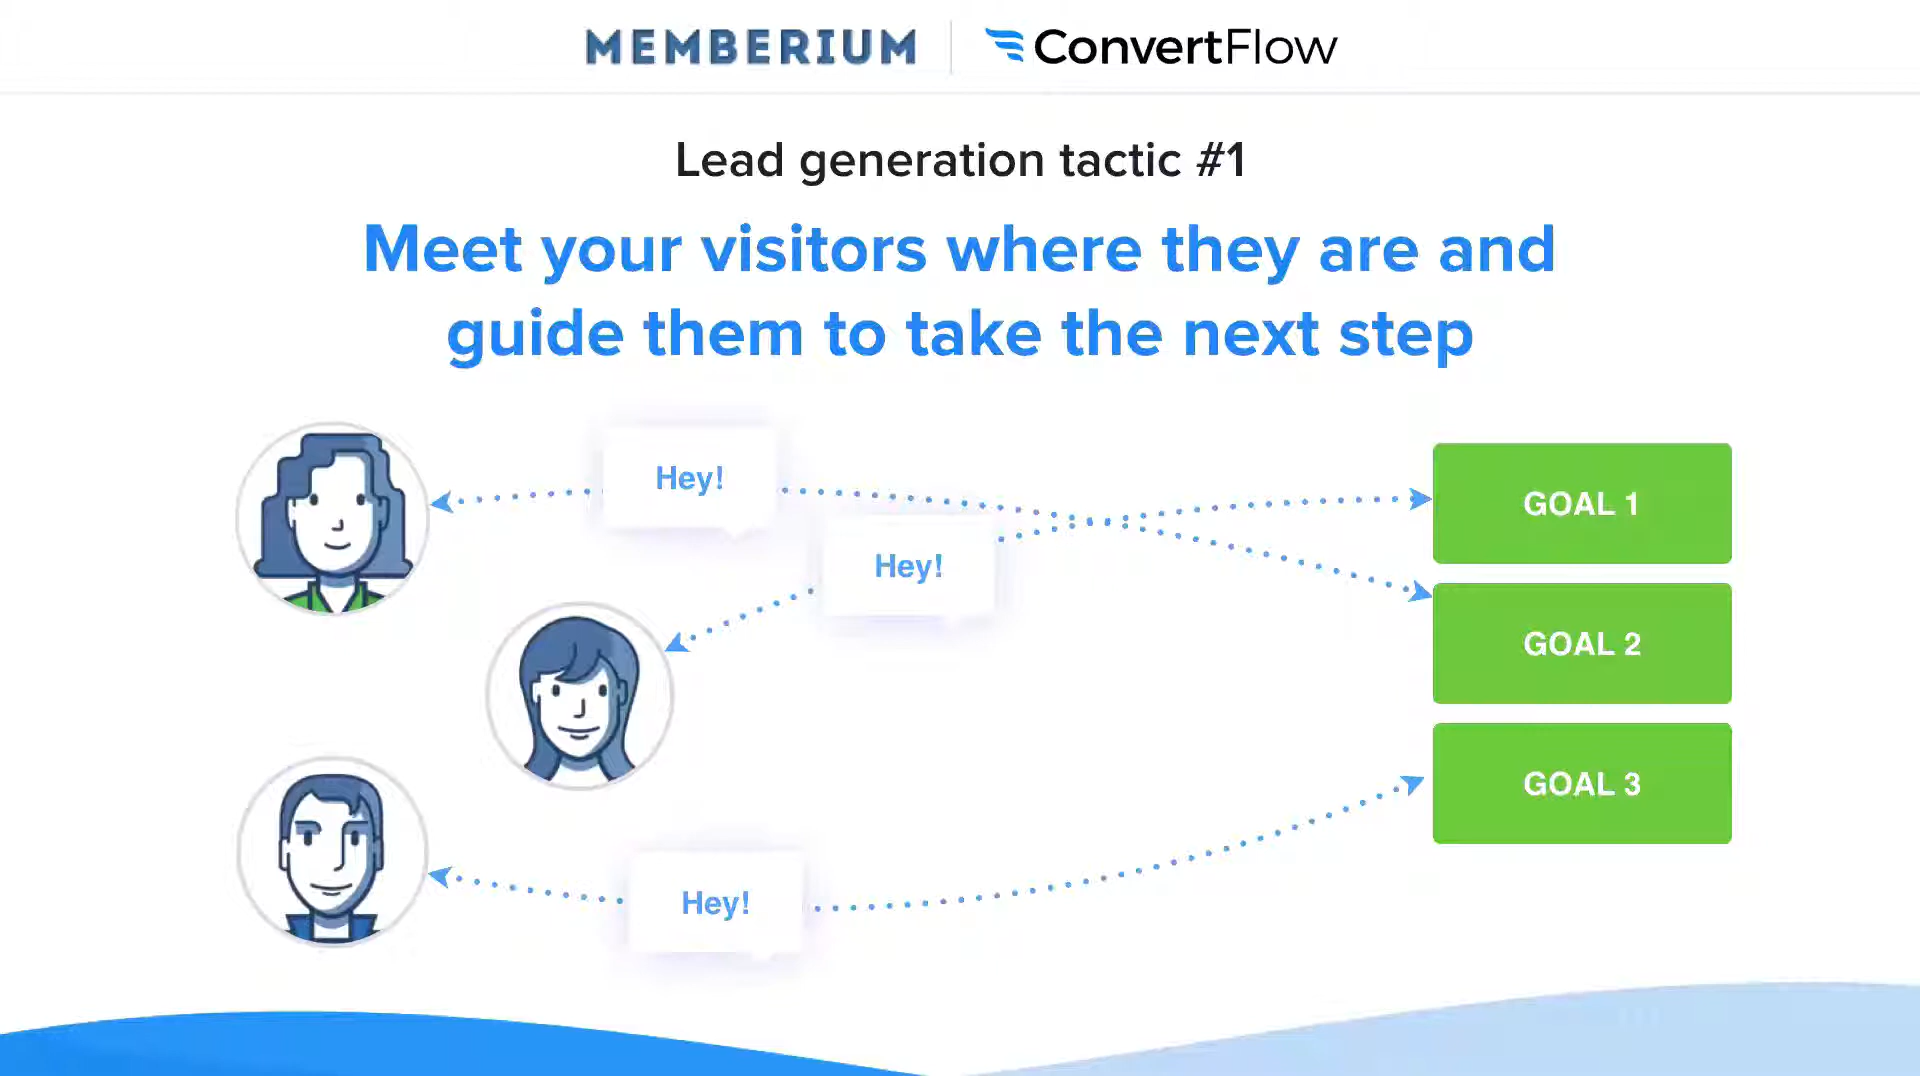 MEMBERIUM
ConvertFlow
Lead generation tactic #1
Meet your visitors where they are and
guide them to take the next step
Hey!
Hey!
Hey!
GOAL 1
GOAL 2
GOAL 3